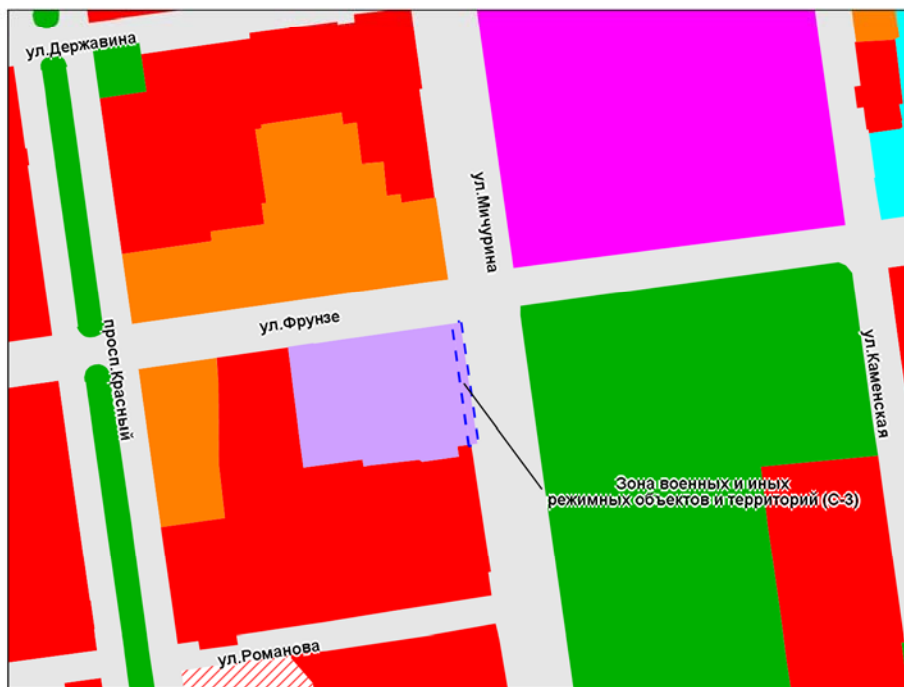 ул.Державина
ул.Мичурина
ул.Фрунзе
просп.Красный
ул.Каменская
Зона военных и иных
режимных объектов и территорий (С-3)
ул.Романова